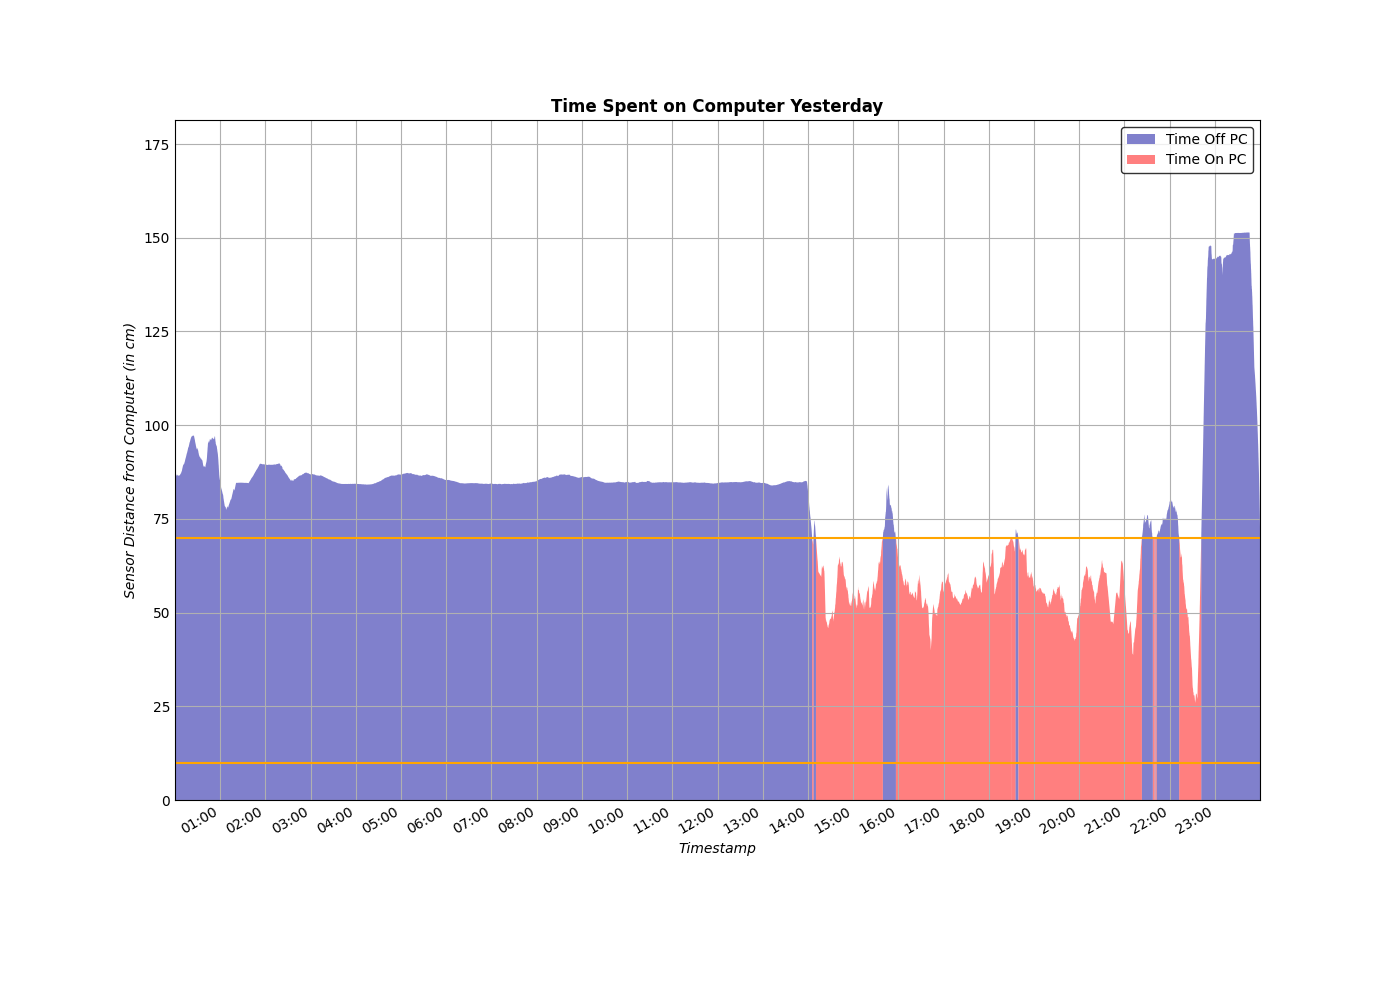 Time Spent on Computer Yesterday
Time Off PC
Time On PC
175
150
125
100
75
50
25
0
Sensor Distance from Computer (in cm)
01:00 02:00 03:00 04:00 05:00 06:00 07:00 08:00 09:00 10:00 11:00 12:00 13:00 14:00 15:00 16:00 17:00 18:00 19:00 20:00 21:00 22:00 23:00
Timestamp